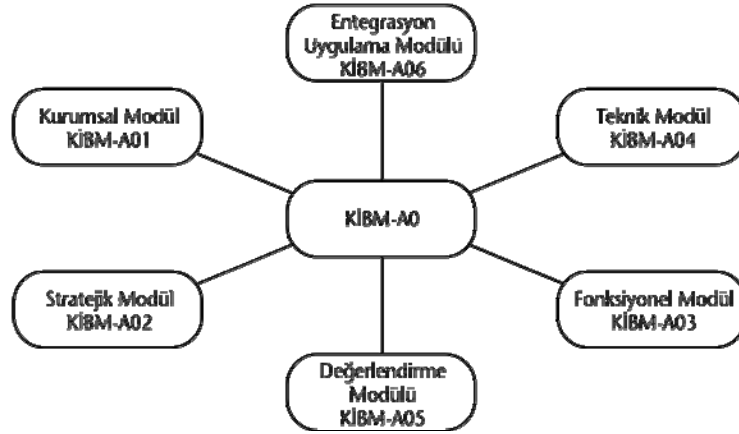 Entegrasyon
Uygulama Modülü
KİBM-A06
Kurumsal Modül
KİBM-A01
Teknik Modül
KİBM-A04
KİBM-A0
Stratejik Modül
KİBM-A02
Fonksiyonel Modül
KİBM-A03
Değerlendirme
Modülü
KİBM-A05